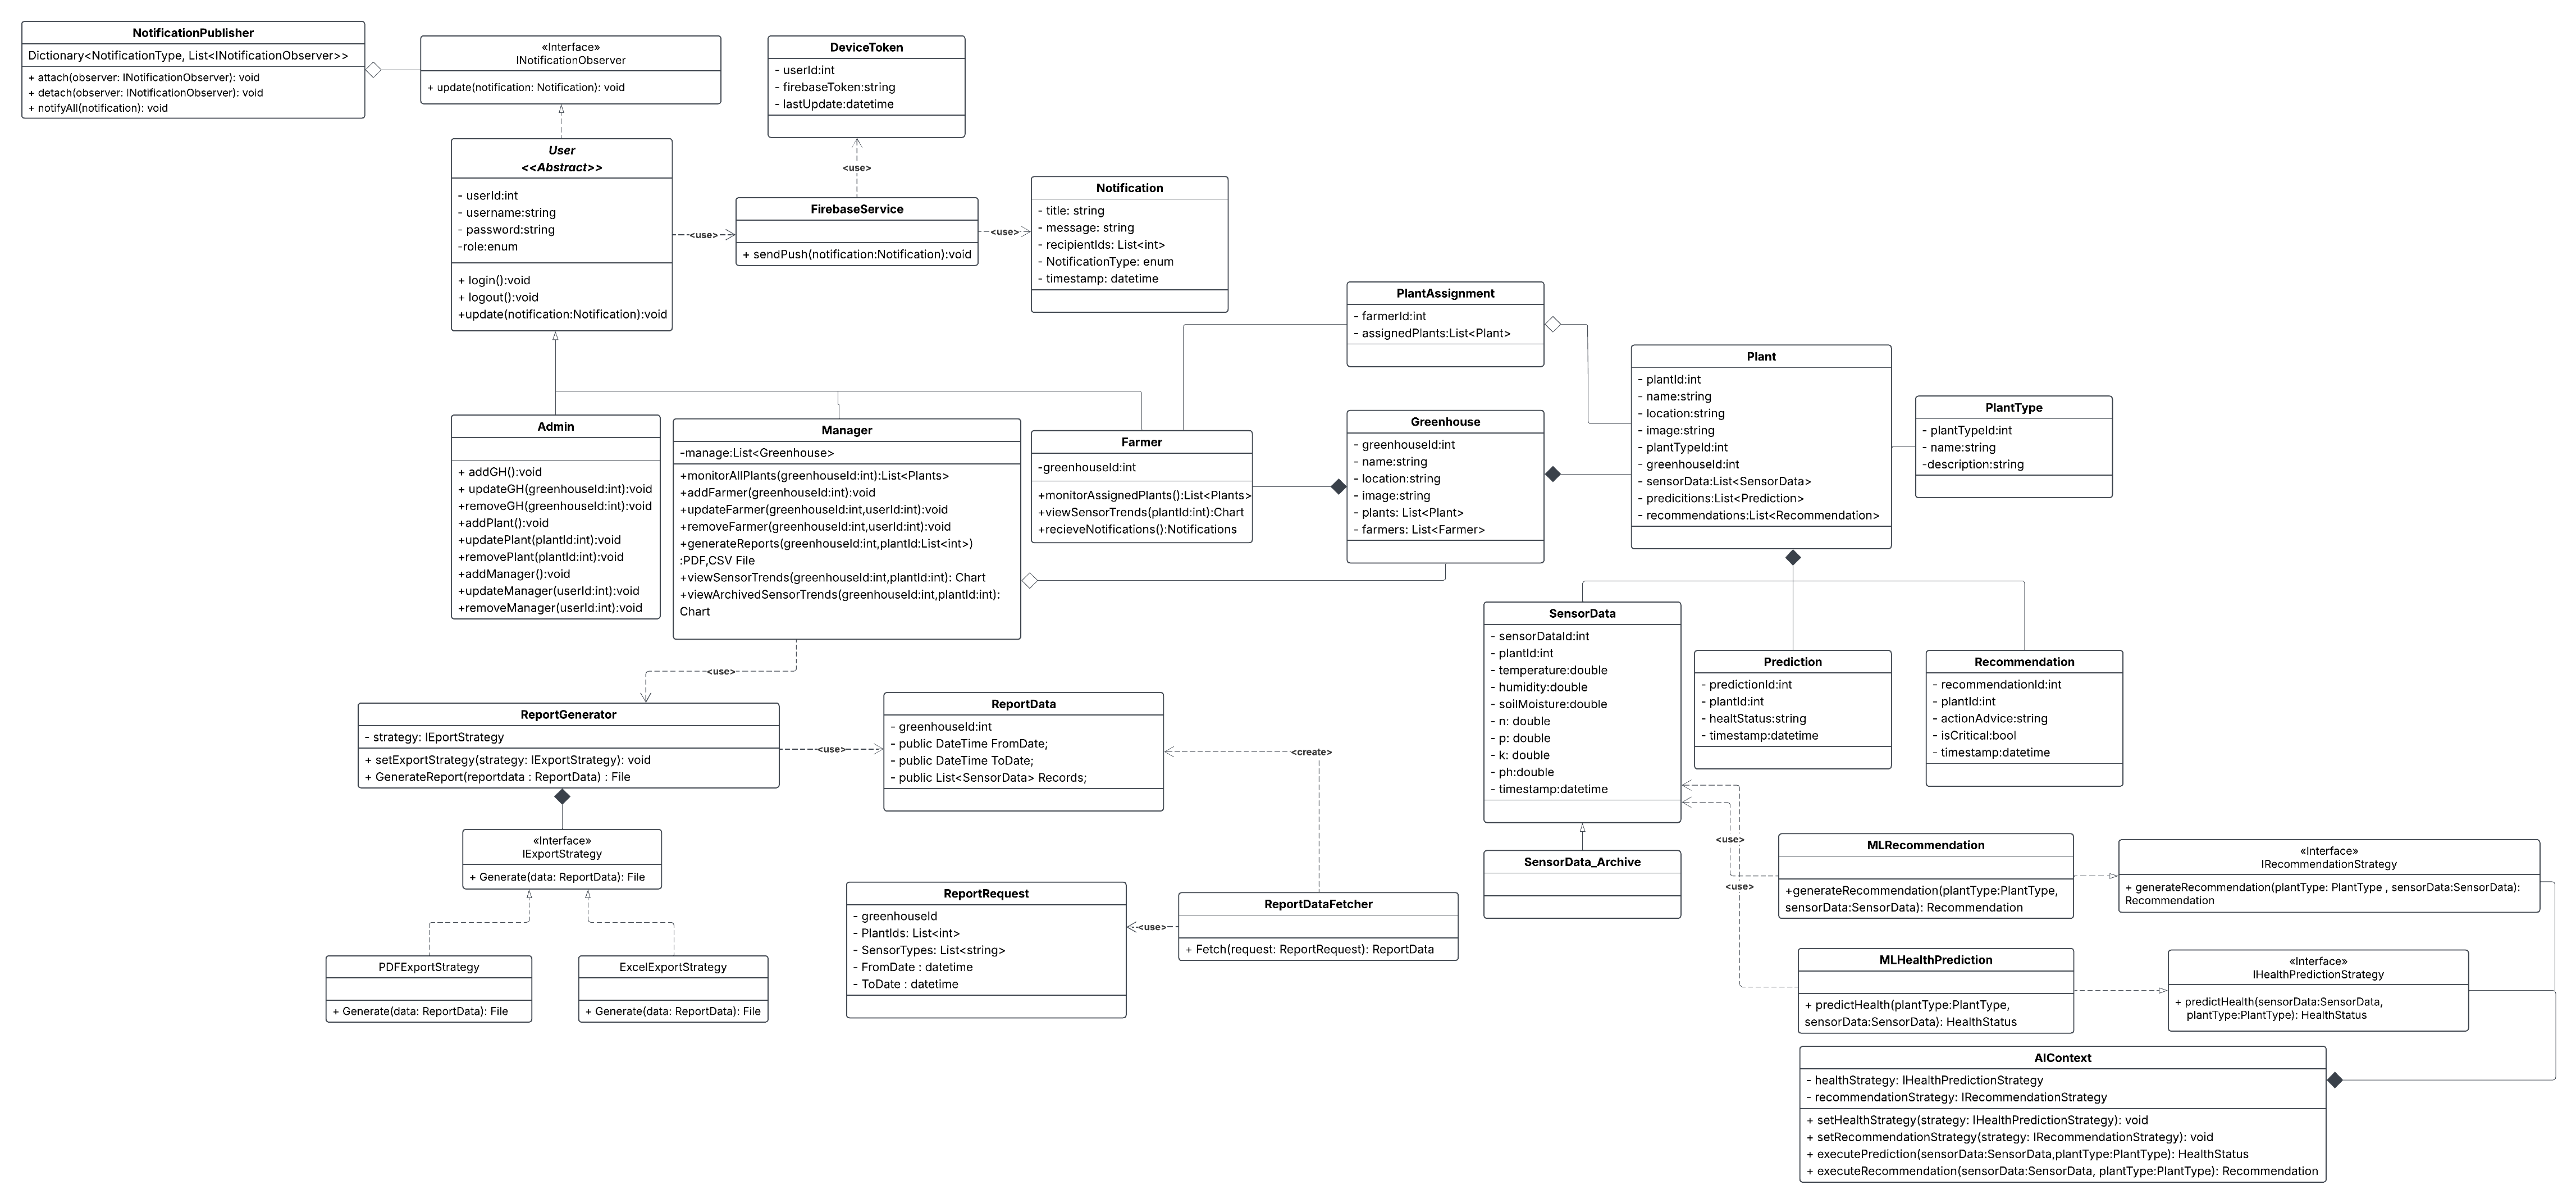 NotificationPublisher
Dictionary<NotificationType, List<INotificationObserver>>
+ attach(observer: INotificationObserver): void
+ detach(observer: INotificationObserver): void
+ notifyAll(notification): void
«Interface»
INotificationObserver
+ update(notification: Notification): void
DeviceToken
- userId:int
- firebaseToken:string
- lastUpdate:datetime
User
<<Abstract>>
- userId:int
- username:string
- password:string
-role:enum
+ login():void
+ logout():void
+update(notification:Notification):void
<use>
<use>
FirebaseService
+ sendPush(notification:Notification):void
<use>
Notification
- title: string
- message: string
- recipientIds: List<int>
- NotificationType: enum
- timestamp: datetime
PlantAssignment
- farmerId:int
- assignedPlants:List<Plant>
Plant
- plantId:int
- name:string
- location:string
- image:string
- plantTypeId:int
- greenhouseId:int
- sensorData:List<SensorData>
- predicitions:List<Prediction>
- recommendations:List<Recommendation>
PlantType
- plantTypeId:int
- name:string
-description:string
Admin
+ addGH():void
+ updateGH(greenhouseId:int):void
+removeGH(greenhouseId:int):void
+addPlant():void
+updatePlant(plantId:int):void
+removePlant(plantId:int):void
+addManager():void
+updateManager(userId:int):void
+removeManager(userId:int):void
Manager
-manage:List<Greenhouse>
+monitorAllPlants(greenhouseId:int):List<Plants>
+addFarmer(greenhouseId:int):void
+updateFarmer(greenhouseId:int,userId:int):void
+removeFarmer(greenhouseId:int,userId:int):void
+generateReports(greenhouseId:int,plantId:List<int>)
:PDF,CSV File
+viewSensorTrends(greenhouseId:int,plantId:int): Chart
+viewArchivedSensorTrends(greenhouseId:int,plantId:int):
Chart
Farmer
-greenhouseId:int
+monitorAssignedPlants():List<Plants>
+viewSensorTrends(plantId:int):Chart
+recieveNotifications():Notifications
Greenhouse
- greenhouseId:int
- name:string
- location:string
- image:string
- plants: List<Plant>
- farmers: List<Farmer>
SensorData
- sensorDataId:int
- plantId:int
- temperature:double
- humidity:double
- soilMoisture:double
- n: double
- p: double
- k: double
- ph:double
- timestamp:datetime
Prediction
- predictionId:int
- plantId:int
- healtStatus:string
- timestamp:datetime
Recommendation
- recommendationId:int
- plantId:int
- actionAdvice:string
- isCritical:bool
- timestamp:datetime
<use>
ReportGenerator
- strategy: IEportStrategy
+ setExportStrategy(strategy: IExportStrategy): void
+ GenerateReport(reportdata : ReportData) : File
<use>
ReportData
- greenhouseId:int
- public DateTime FromDate;
- public DateTime ToDate;
- public List<SensorData> Records;
<create>
«Interface»
IExportStrategy
+ Generate(data: ReportData): File
PDFExportStrategy
+ Generate(data: ReportData): File
ExcelExportStrategy
+ Generate(data: ReportData): File
ReportRequest
- greenhouseId
- PlantIds: List<int>
- SensorTypes: List<string>
- FromDate : datetime
- ToDate : datetime
<use>
ReportDataFetcher
+ Fetch(request: ReportRequest): ReportData
SensorData_Archive
<use>
<use>
MLRecommendation
+generateRecommendation(plantType:PlantType,
sensorData:SensorData): Recommendation
«Interface»
IRecommendationStrategy
+ generateRecommendation(plantType: PlantType , sensorData:SensorData):
Recommendation
MLHealthPrediction
+ predictHealth(plantType:PlantType,
sensorData:SensorData): HealthStatus
«Interface»
IHealthPredictionStrategy
+ predictHealth(sensorData:SensorData,
plantType:PlantType): HealthStatus
AIContext
- healthStrategy: IHealthPredictionStrategy
- recommendationStrategy: IRecommendationStrategy
+ setHealthStrategy(strategy: IHealthPredictionStrategy): void
+ setRecommendationStrategy(strategy: IRecommendationStrategy): void
+ executePrediction(sensorData:SensorData,plantType:PlantType): HealthStatus
+ executeRecommendation(sensorData:SensorData, plantType:PlantType): Recommendation